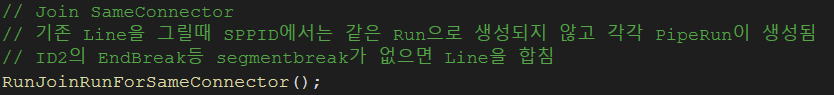 // Join SameConnector
// 기존 Line을 그릴때 SPPID에서는 같은 Run으로 생성되지 않고 각각 PipeRun이 생성됨
// ID2의 EndBreak등 segmentbreak가 없으면 Line을 합침
RunJoinRunForSameConnector();